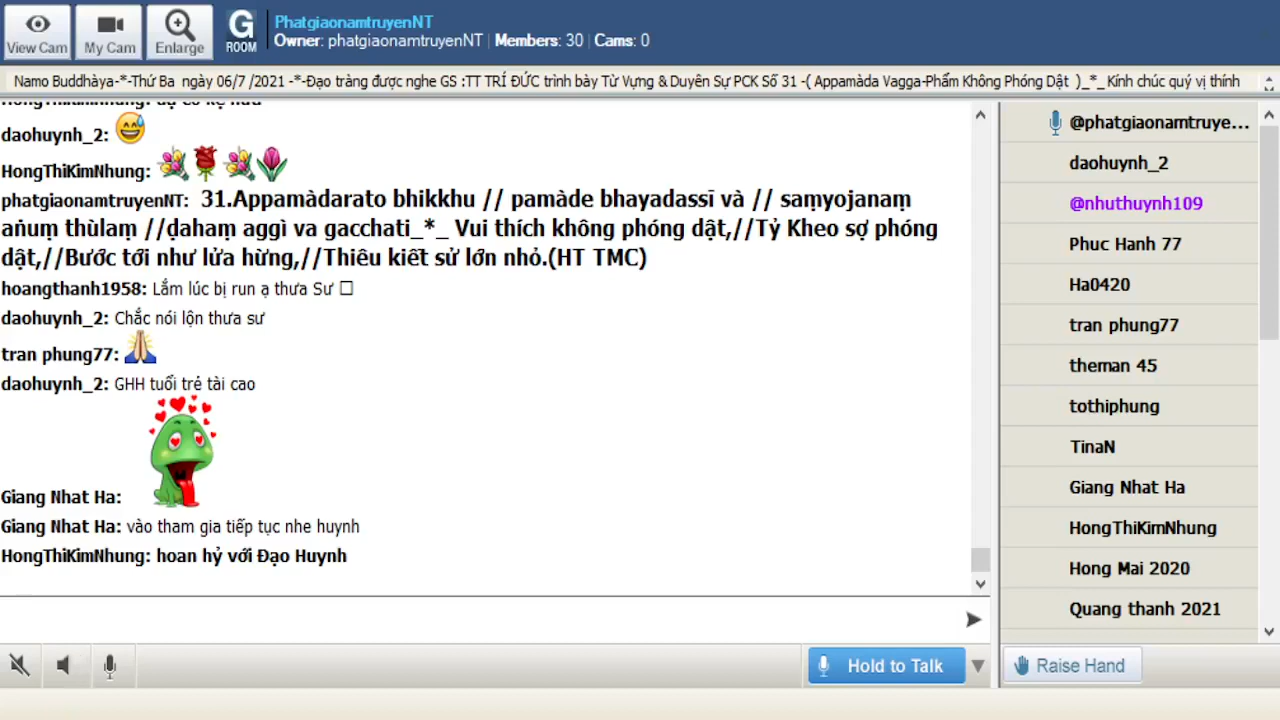 View Cam
My Cam
Enlarge
G
ROOM
PhatgiaonamtruyenNT
Owner: phatgiaonamtruyenNT | Members: 30 | Cams: 0
Namo Buddhàya-*-Thứ Ba ngày 06/7 /2021 -*-Đạo tràng được nghe GS :TT TRÍ ĐỨC trình bày Từ Vựng & Duyên Sự PCK Số 31 -( Appamàda Vagga-Phẩm Không Phóng Dật )_*_Kính chúc quý vị thính
daohuynh_2:
HongThiKimNhung:
phatgiaonamtruyenNT: 31.Appamàdarato bhikkhu // pamàde bhayadassī và // saṃyojanaṃ
aṅuṃ thùlaṃ //ḍahaṃ aggì va gacchati_*_ Vui thích không phóng dật,//Tỷ Kheo sợ phóng
dật,//Bước tới như lửa hừng,//Thiêu kiết sử lớn nhỏ.(HT TMC)
hoangthanh1958: Lắm lúc bị run ạ thưa Sư
daohuynh_2: Chắc nói lộn thưa sư
tran phung77:
daohuynh_2: GHH tuổi trẻ tài cao
Giang Nhat Ha:
Giang Nhat Ha: vào tham gia tiếp tục nhe huynh
HongThiKimNhung: hoan hỷ với Đạo Huynh
@phatgiaonamtruye...
daohuynh_2
@nhuthuynh109
Phuc Hanh 77
Ha0420
tran phung77
theman 45
tothiphung
TinaN
Giang Nhat Ha
HongThiKimNhung
Hong Mai 2020
Quang thanh 2021
Hold to Talk
Raise Hand